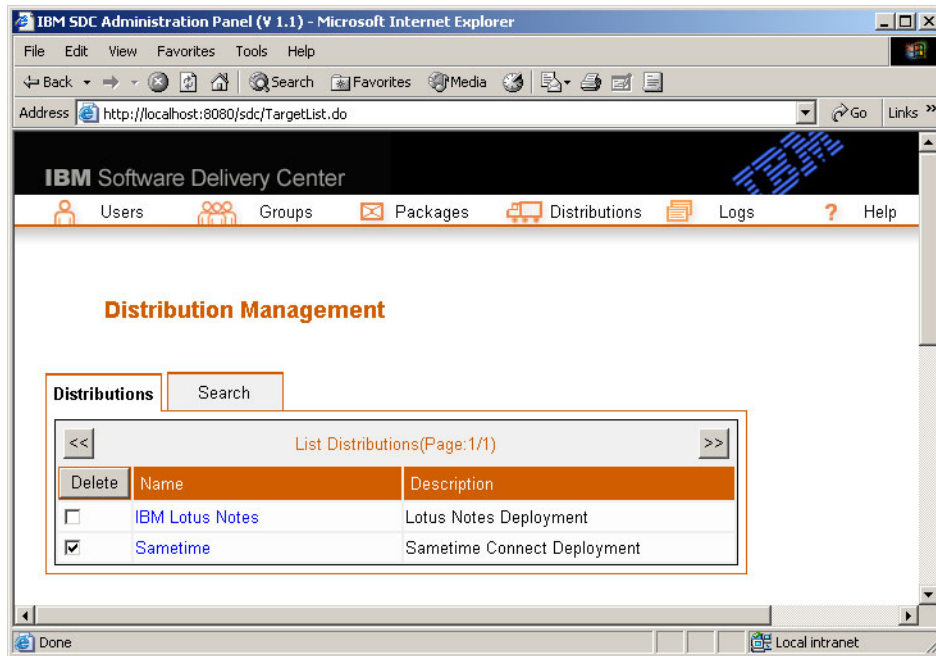 IBM SDC Administration Panel (V 1.1) - Microsoft Internet Explorer
File Edit View Favorites Tools Help
Back Search Favorites Media
Address http://localhost:8080/sdc/TargetList.do Go Links »
IBM Software Delivery Center IBM
Users Groups Packages Distributions Logs ? Help
Distribution Management
Distributions Search
<< List Distributions(Page:1/1) >>
Delete Name Description
IBM Lotus Notes Lotus Notes Deployment
Sametime Sametime Connect Deployment
Done Local intranet